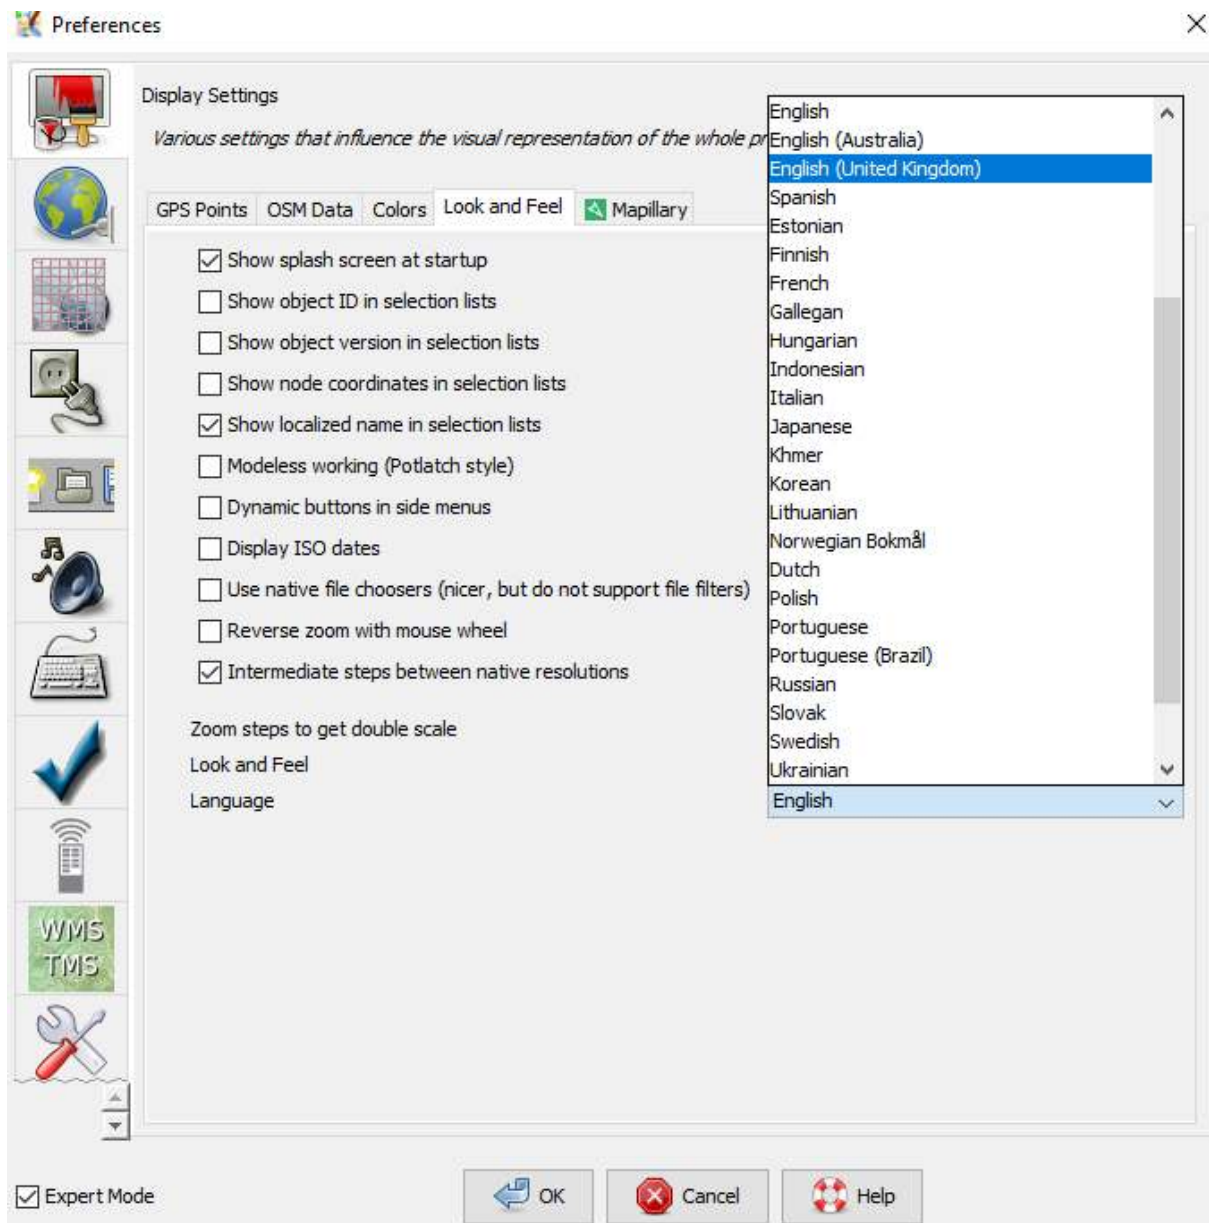 Preferences
Display Settings
Various settings that influence the visual representation of the whole pr
GPS Points OSM Data Colors Look and Feel Mapillary
Show splash screen at startup
Show object ID in selection lists
Show object version in selection lists
Show node coordinates in selection lists
Show localized name in selection lists
Modeless working (Potlatch style)
Dynamic buttons in side menus
Display ISO dates
Use native file choosers (nicer, but do not support file filters)
Reverse zoom with mouse wheel
Intermediate steps between native resolutions
Zoom steps to get double scale
Look and Feel
Language
English
English (Australia)
English (United Kingdom)
Spanish
Estonian
Finnish
French
Gallegan
Hungarian
Indonesian
Italian
Japanese
Khmer
Korean
Lithuanian
Norwegian Bokmål
Dutch
Polish
Portuguese
Portuguese (Brazil)
Russian
Slovak
Swedish
Ukrainian
English
WMS
TMS
Expert Mode
OK
Cancel
Help